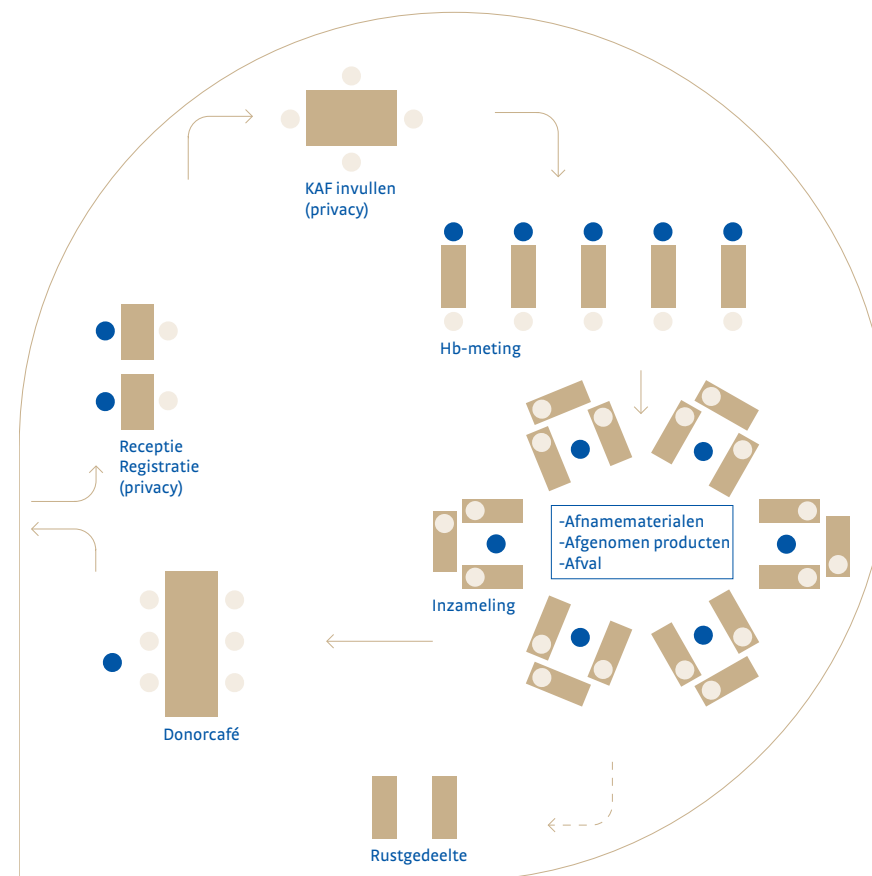 KAF invullen
(privacy)
Hb-meting
Receptie
Registratie
(privacy)
-Afnamematerialen
-Afgenomen producten
-Afval
Inzameling
Donorcafé
Rustgedeelte